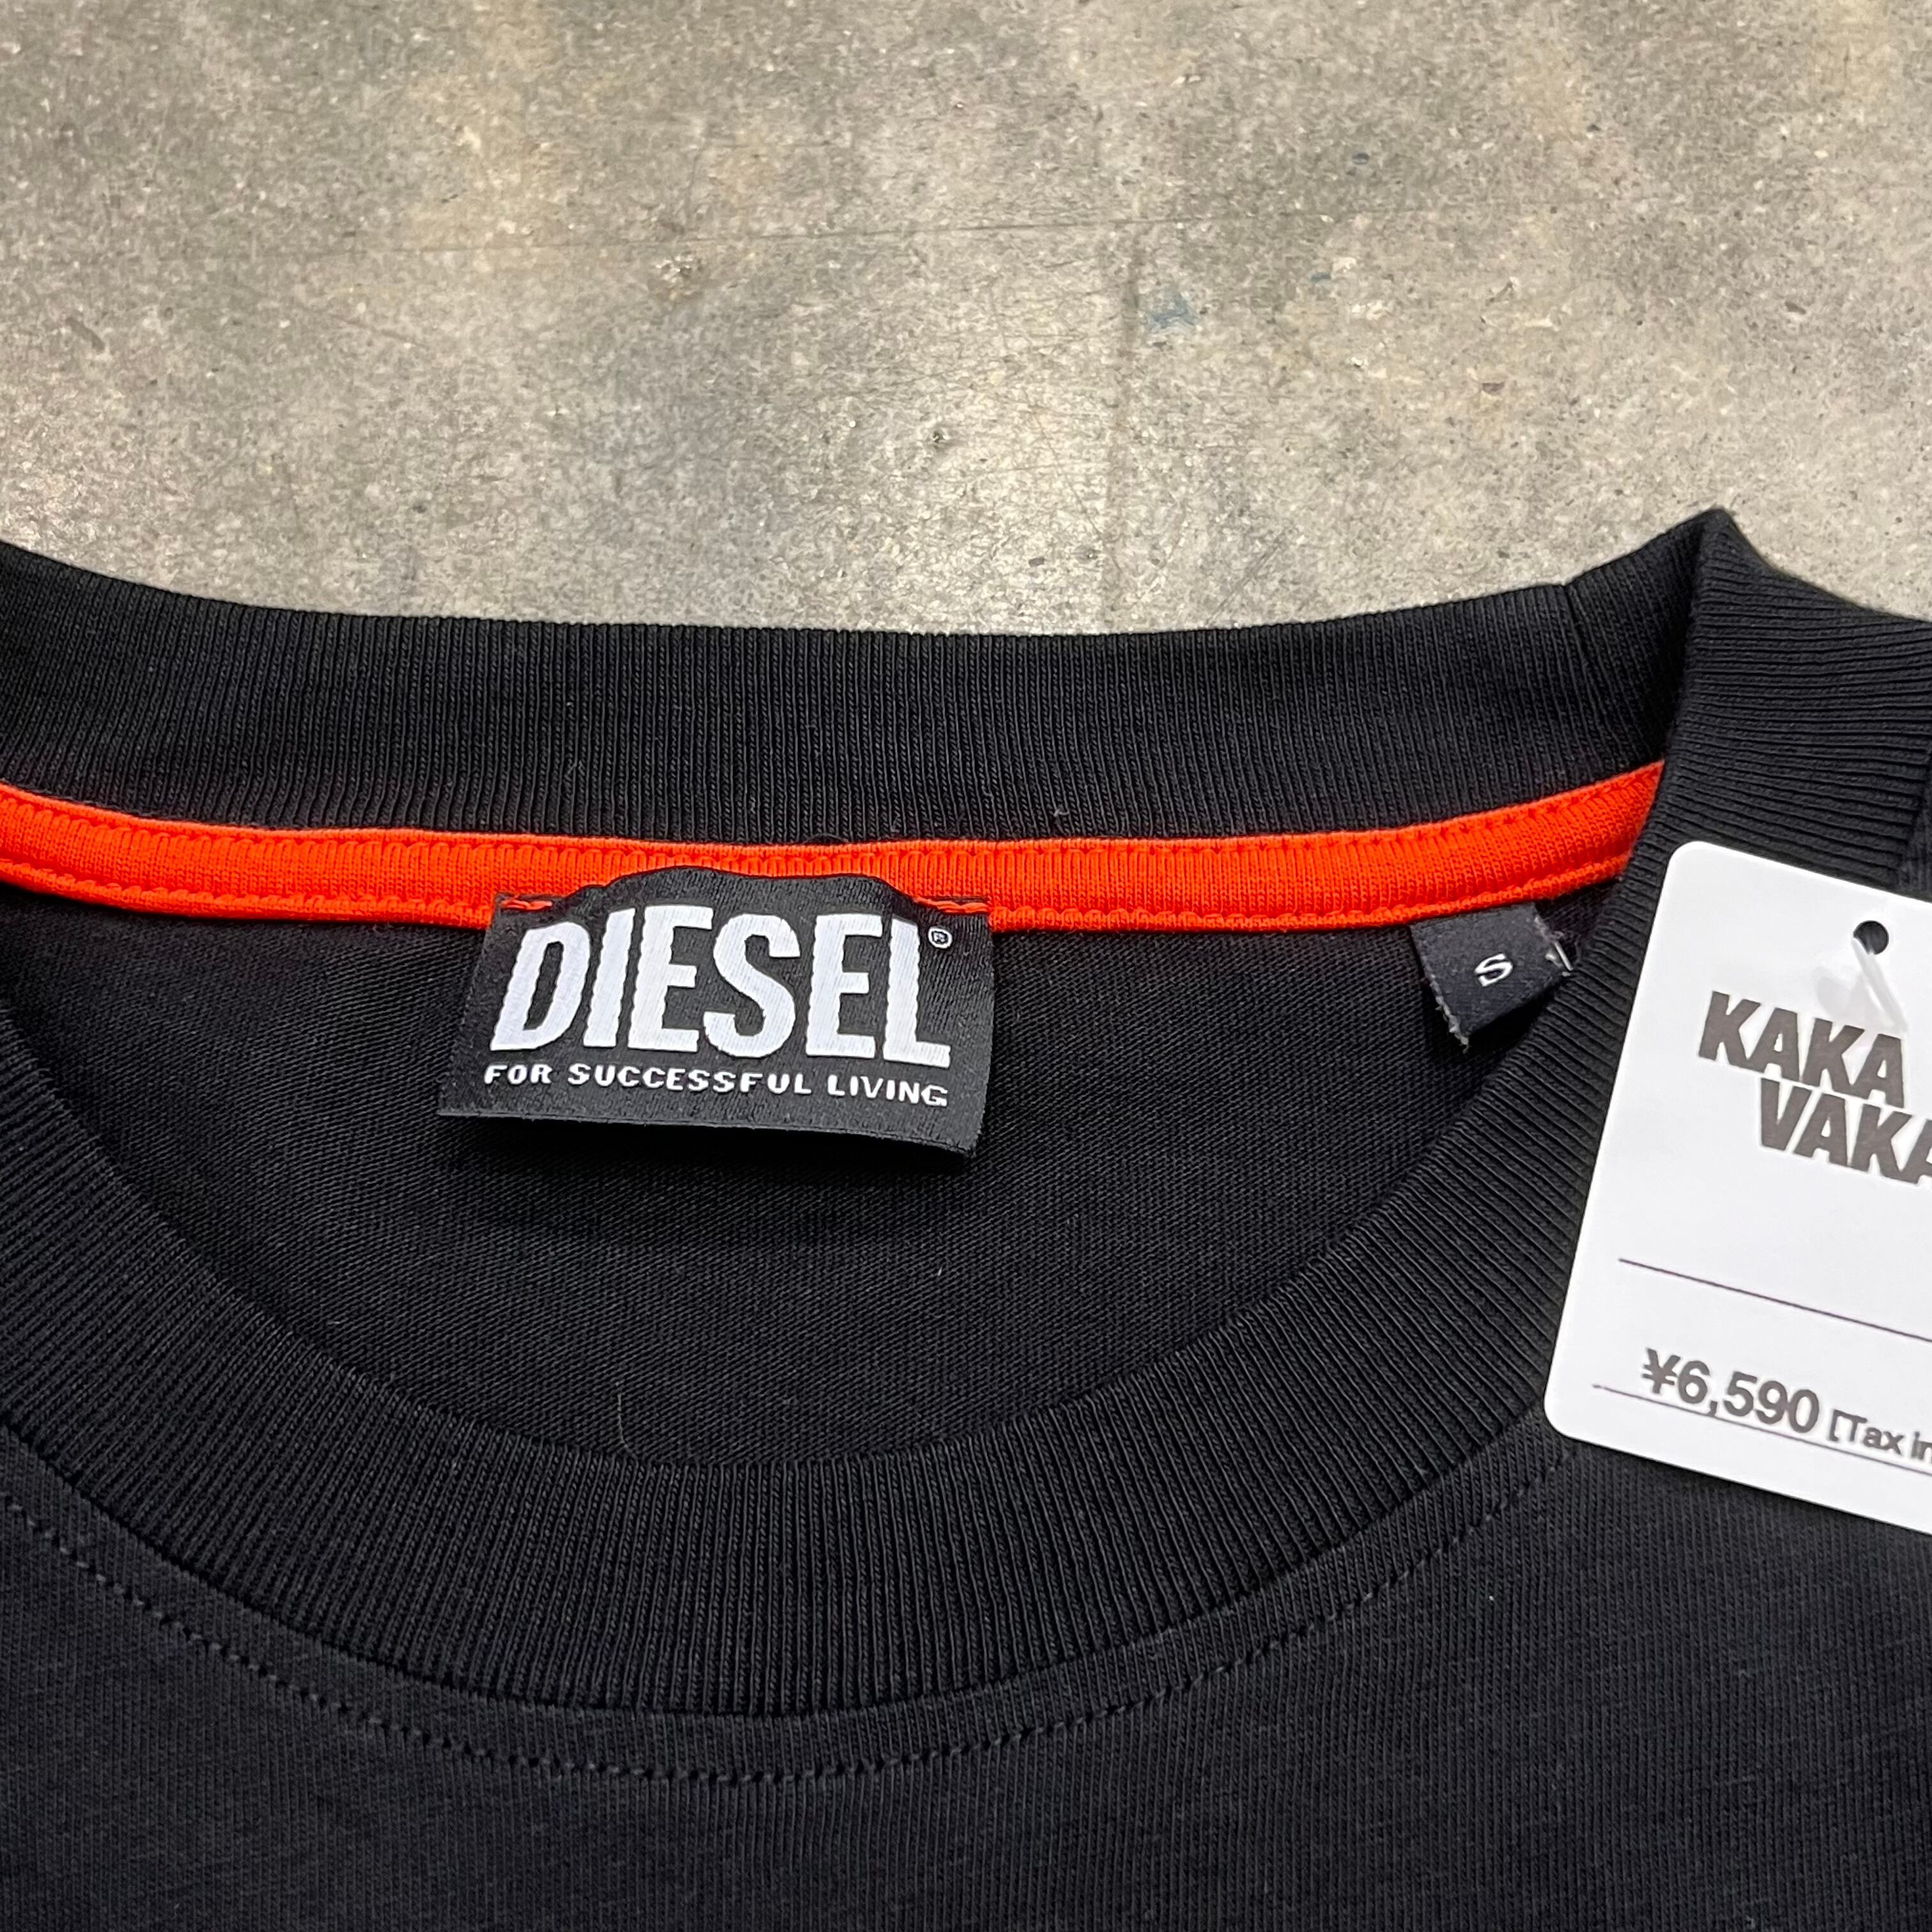 DIESEL®
FOR SUCCESSFUL LIVING
S
KAKA
VAKA
¥6,590 [Tax in